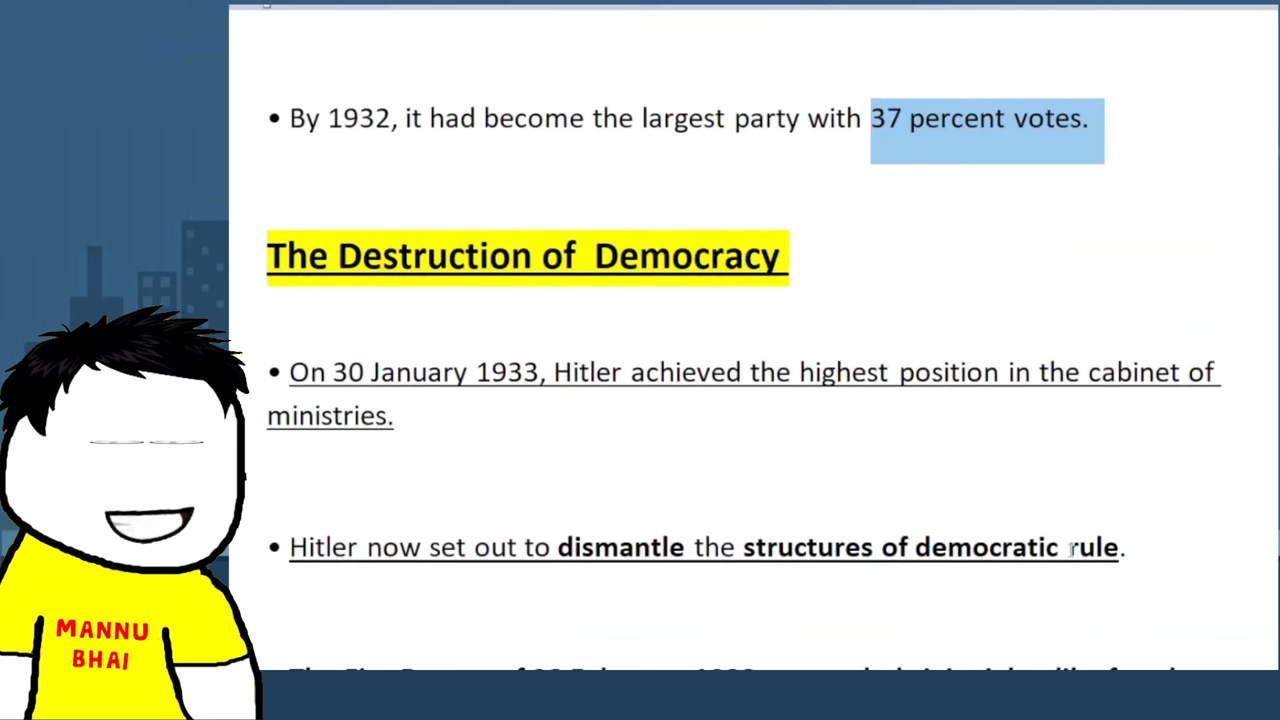 • By 1932, it had become the largest party with 37 percent votes.
The Destruction of Democracy
• On 30 January 1933, Hitler achieved the highest position in the cabinet of
ministries.
• Hitler now set out to dismantle the structures of democratic rule.
MANNU
BHAI